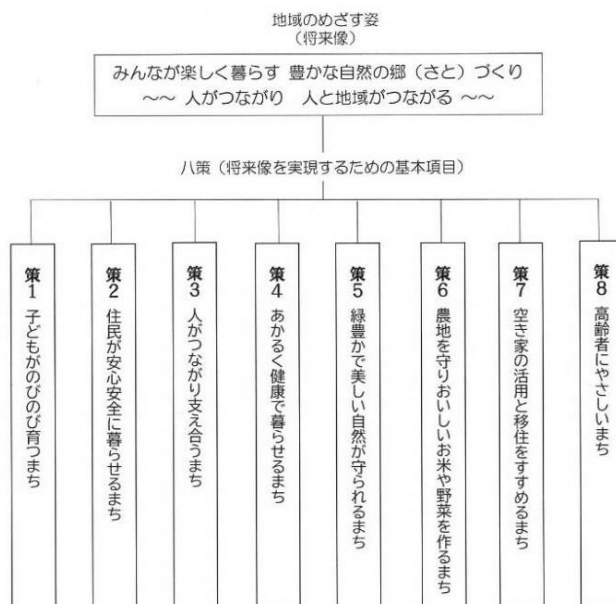 地域のめざす姿
(将来像)
みんなが楽しく暮らす 豊かな自然の郷(さと)づくり
~~ 人がつながり 人と地域がつながる ~~
八策(将来像を実現するための基本項目)
策1 子どもがのびのび育つまち
策2 住民が安心安全に暮らせるまち
策3 人がつながり支え合うまち
策4 あかるく健康で暮らせるまち
策5 緑豊かで美しい自然が守られるまち
策6 農地を守りおいしいお米や野菜を作るまち
策7 空き家の活用と移住をすすめるまち
策8 高齢者にやさしいまち